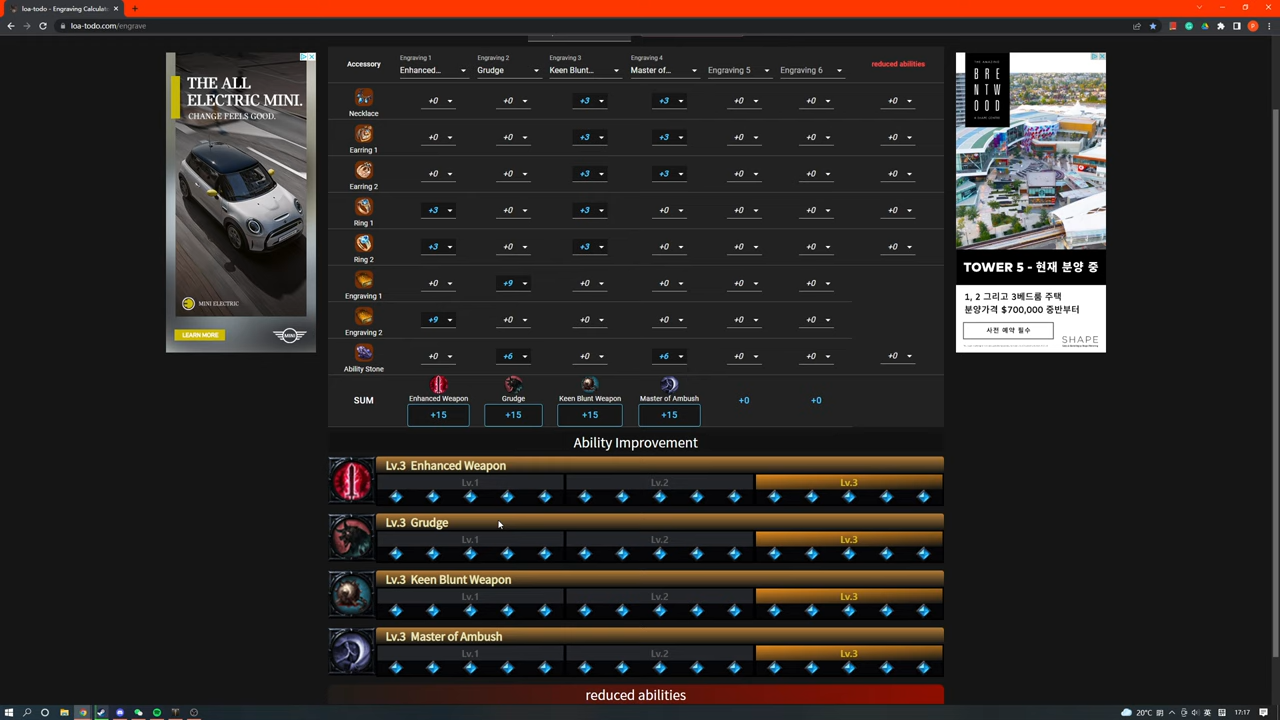 loa-todo - Engraving Calculat
loa-todo.com/engrave
THE ALL
ELECTRIC MINI.
CHANGE FEELS GOOD.
MINI ELECTRIC
LEARN MORE
MINI
Accessory
Engraving 1
Enhanced...
Engraving 2
Grudge
Engraving 3
Keen Blunt...
Engraving 4
Master of...
Engraving 5
Engraving 6
reduced abilities
Necklace
+0 +0 +3 +3 +0 +0 +0
Earring 1
+0 +0 +3 +3 +0 +0 +0
Earring 2
+0 +0 +3 +3 +0 +0 +0
Ring 1
+3 +0 +3 +0 +0 +0 +0
Ring 2
+3 +0 +3 +0 +0 +0 +0
Engraving 1
+0 +9 +0 +0 +0 +0
Engraving 2
+9 +0 +0 +0 +0 +0
Ability Stone
+0 +6 +0 +6 +0 +0 +0
SUM
Enhanced Weapon
+15
Grudge
+15
Keen Blunt Weapon
+15
Master of Ambush
+15
+0
+0
Ability Improvement
Lv.3 Enhanced Weapon
Lv.1 Lv.2 Lv.3
Lv.3 Grudge
Lv.1 Lv.2 Lv.3
Lv.3 Keen Blunt Weapon
Lv.1 Lv.2 Lv.3
Lv.3 Master of Ambush
Lv.1 Lv.2 Lv.3
reduced abilities
THE AMAZING
BRE
NTW
OOD
TOWER 5 - 현재 분양 중
1, 2 그리고 3베드룸 주택
분양가격 $700,000 중반부터
사전 예약 필수
SHAPE
20°C 阴
英
17:17